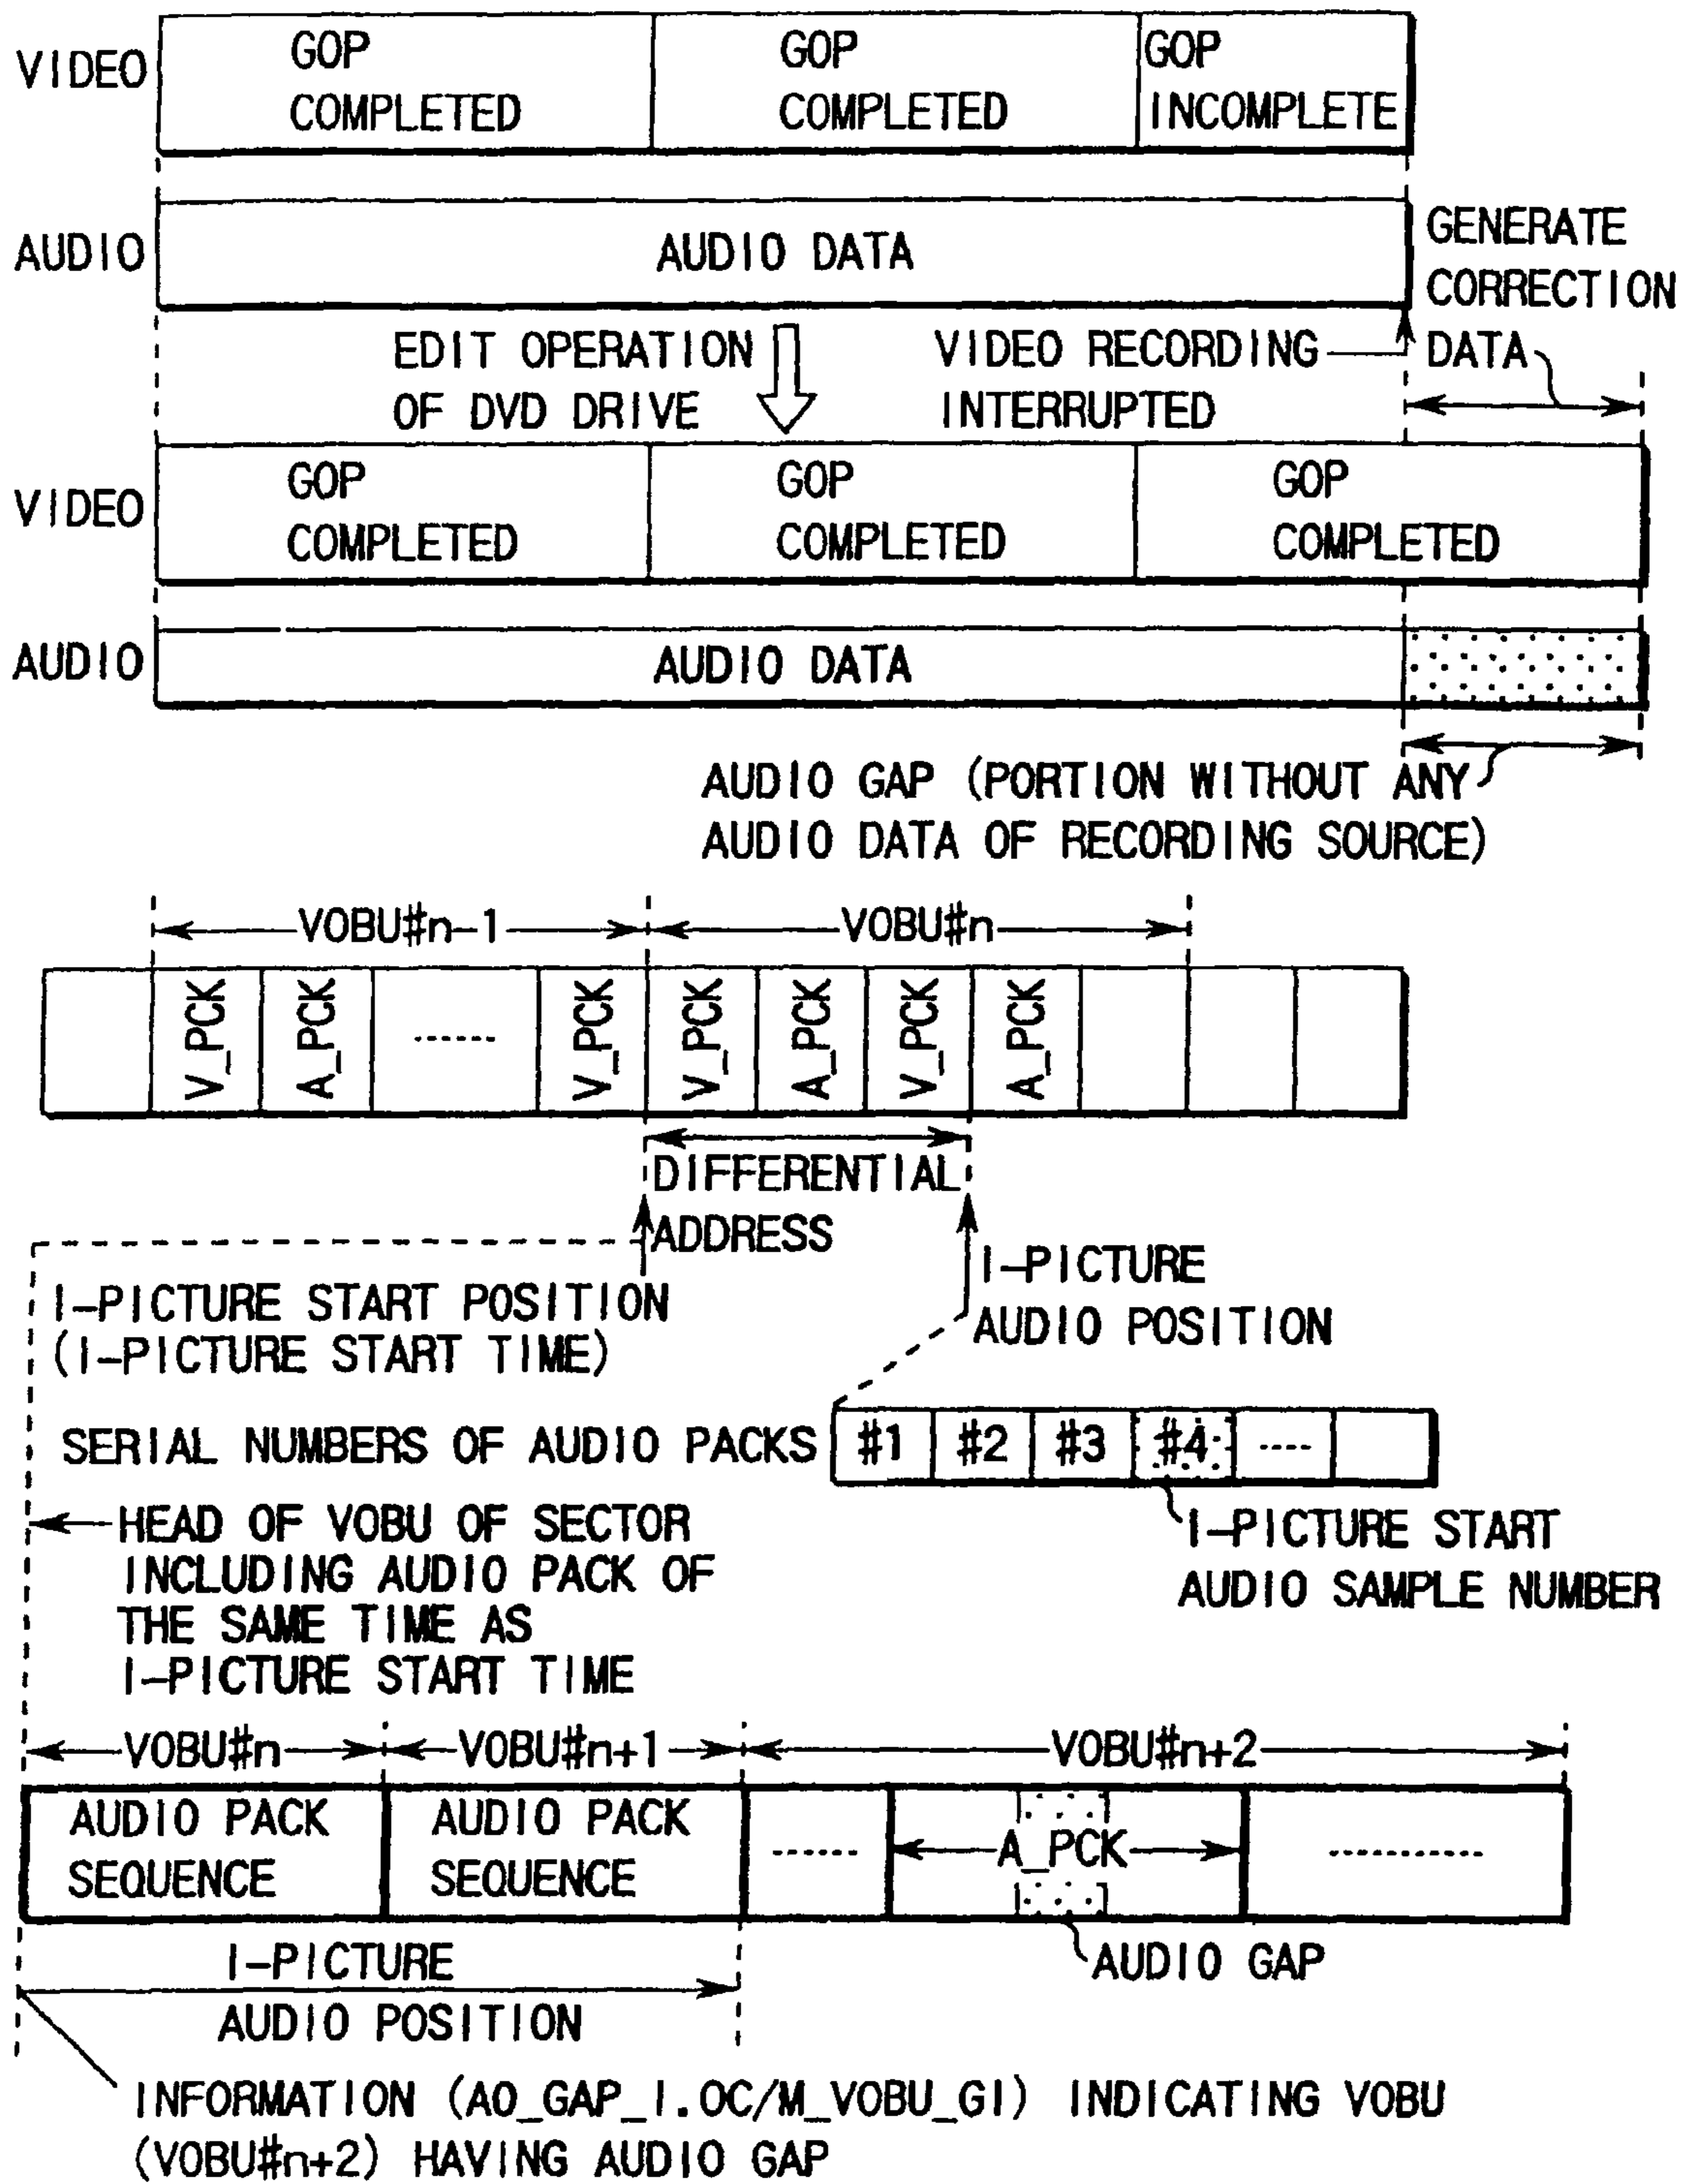 VIDEO
GOP
COMPLETED
GOP
COMPLETED
GOP
INCOMPLETE
AUDIO
AUDIO DATA
GENERATE
CORRECTION
DATA
EDIT OPERATION
OF DVD DRIVE
VIDEO RECORDING
INTERRUPTED
VIDEO
GOP
COMPLETED
GOP
COMPLETED
GOP
COMPLETED
AUDIO
AUDIO DATA
AUDIO GAP (PORTION WITHOUT ANY
AUDIO DATA OF RECORDING SOURCE)
VOBU#n-1
VOBU#n
V_PCK
A_PCK
V_PCK
V_PCK
A_PCK
V_PCK
A_PCK
DIFFERENTIAL
ADDRESS
I-PICTURE START POSITION
(I-PICTURE START TIME)
I-PICTURE
AUDIO POSITION
SERIAL NUMBERS OF AUDIO PACKS
#1
#2
#3
#4
I-PICTURE START
AUDIO SAMPLE NUMBER
HEAD OF VOBU OF SECTOR
INCLUDING AUDIO PACK OF
THE SAME TIME AS
I-PICTURE START TIME
VOBU#n
VOBU#n+1
VOBU#n+2
AUDIO PACK
SEQUENCE
AUDIO PACK
SEQUENCE
A_PCK
AUDIO GAP
I-PICTURE
AUDIO POSITION
INFORMATION (A0_GAP_I.OC/M_VOBU_GI) INDICATING VOBU
(VOBU#n+2) HAVING AUDIO GAP